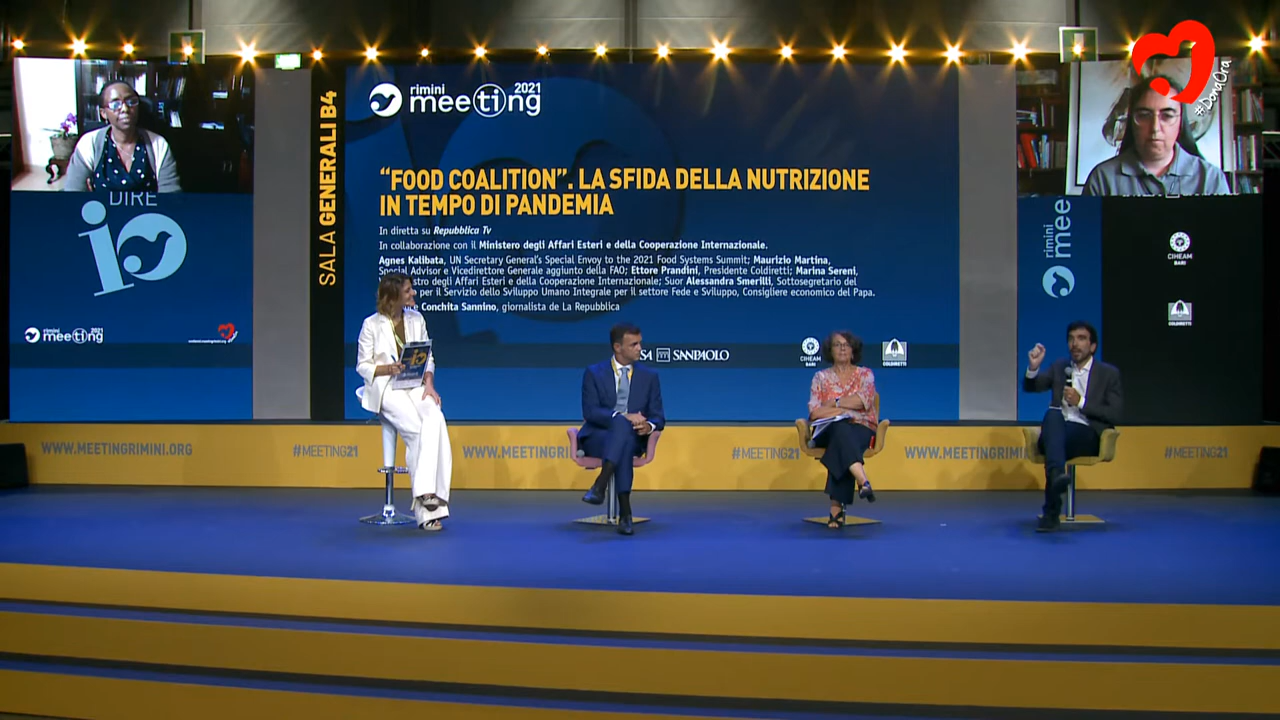 #DonaOra
rimini
meeting
2021
SALA GENERALI B4
“FOOD COALITION”. LA SFIDA DELLA NUTRIZIONE
IN TEMPO DI PANDEMIA
In diretta su Repubblica Tv
In collaborazione con il Ministero degli Affari Esteri e della Cooperazione Internazionale.
Agnes Kalibata, UN Secretary General's Special Envoy to the 2021 Food Systems Summit; Maurizio Martina,
Special Advisor e Vicedirettore Generale aggiunto della FAO; Ettore Prandini, Presidente Coldiretti; Marina Sereni,
degli Affari Esteri e della Cooperazione Internazionale; Suor Alessandra Smerilli, Sottosegretario del
per il Servizio dello Sviluppo Umano Integrale per il settore Fede e Sviluppo, Consigliere economico del Papa.
e Conchita Sannino, giornalista de La Repubblica
SANPAOLO
CIHEAM
BARI
COLDIRETTI
DIRE
io
rimini
meeting
2021
rimini
mee
CIHEAM
BARI
COLDIRETTI
WWW.MEETINGRIMINI.ORG
#MEETING21
WWW.MEETINGRIMINI
#MEETING21
WWW.MEETINGRIMI
#MEETING21